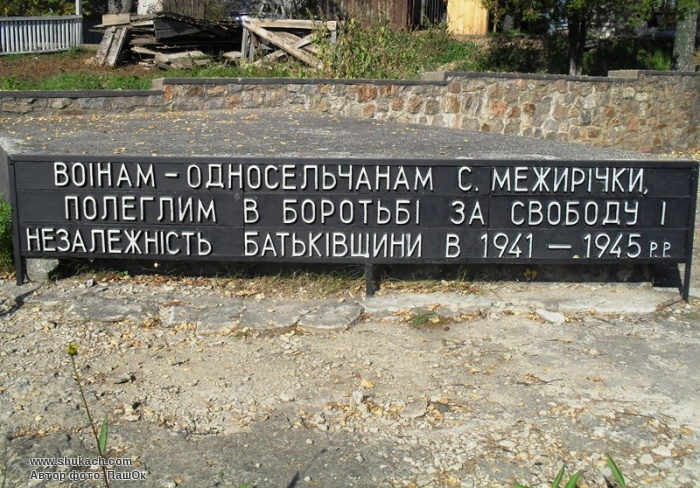 ВОІНАМ - ОДНОСЕЛЬЧАНАМ С. МЕЖИРІЧКИ,
ПОЛЕГЛИМ В БОРОТЬБІ ЗА СВОБОДУ І
НЕЗАЛЕЖНІСТЬ БАТЬКІВЩИНИ В 1941 — 1945 Р.Р.
www.shukach.com
Автор фото: ПашОк